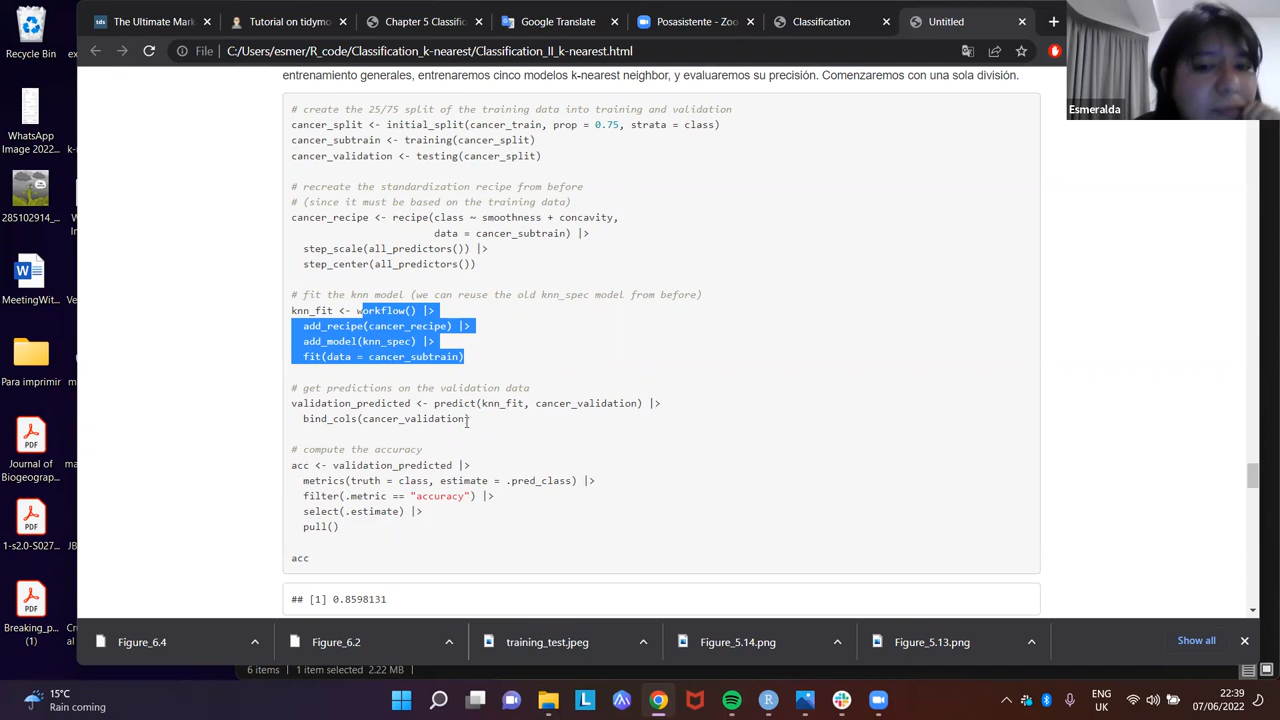 The Ultimate Mark
Tutorial on tidymo
Chapter 5 Classific
Google Translate
Posasistente - Zo
Classification
Untitled
File
C:/Users/esmer/R_code/Classification_k-nearest/Classification_II_k-nearest.html
Esmeralda
Recycle Bin
WhatsApp
Image 2022...
285102914_...
MeetingWit...
Para imprimir
Journal of
Biogeograp...
1-s2.0-S027...
Breaking_p...
(1)
entrenamiento generales, entrenaremos cinco modelos k-nearest neighbor, y evaluaremos su precisión. Comenzaremos con una sola división.
# create the 25/75 split of the training data into training and validation
cancer_split <- initial_split(cancer_train, prop = 0.75, strata = class)
cancer_subtrain <- training(cancer_split)
cancer_validation <- testing(cancer_split)
# recreate the standardization recipe from before
# (since it must be based on the training data)
cancer_recipe <- recipe(class ~ smoothness + concavity,
data = cancer_subtrain) |>
step_scale(all_predictors()) |>
step_center(all_predictors())
# fit the knn model (we can reuse the old knn_spec model from before)
knn_fit <- workflow() |>
add_recipe(cancer_recipe) |>
add_model(knn_spec) |>
fit(data = cancer_subtrain)
# get predictions on the validation data
validation_predicted <- predict(knn_fit, cancer_validation) |>
bind_cols(cancer_validation)
# compute the accuracy
acc <- validation_predicted |>
metrics(truth = class, estimate = .pred_class) |>
filter(.metric == "accuracy") |>
select(.estimate) |>
pull()
acc
## [1] 0.8598131
Figure_6.4
Figure_6.2
training_test.jpeg
Figure_5.14.png
Figure_5.13.png
Show all
6 items
1 item selected
2.22 MB
15°C
Rain coming
ENG
UK
22:39
07/06/2022